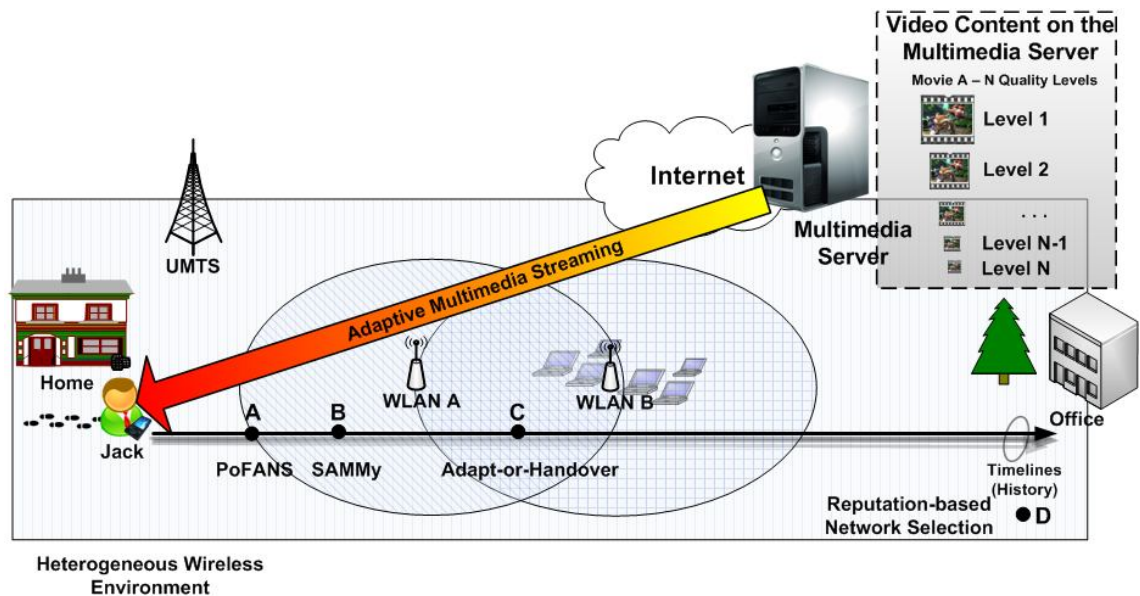 Video Content on the
Multimedia Server
Movie A – N Quality Levels
Level 1
Level 2
. . .
Level N-1
Level N
Internet
Multimedia
Server
UMTS
Adaptive Multimedia Streaming
Home
Jack
WLAN A
WLAN B
Office
A
B
C
PoFANS
SAMMy
Adapt-or-Handover
Timelines
(History)
Reputation-based
Network Selection
D
Heterogeneous Wireless
Environment